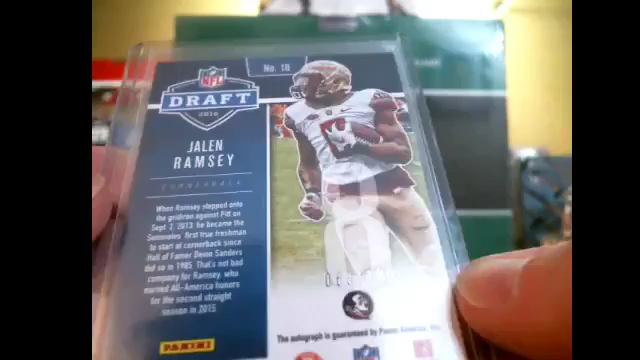 No. 18
NFL
DRAFT
2016
JALEN
RAMSEY
CORNERBACK
When Ramsey stepped onto
the gridiron against Pitt on
Sept. 2, 2013, he became the
Seminoles' first true freshman
to start at cornerback since
Hall of Famer Deion Sanders
did so in 1985. That's not bad
company for Ramsey, who
earned All-America honors
for the second straight
season in 2015.
PANINI
The autograph is guaranteed by Panini America, Inc.